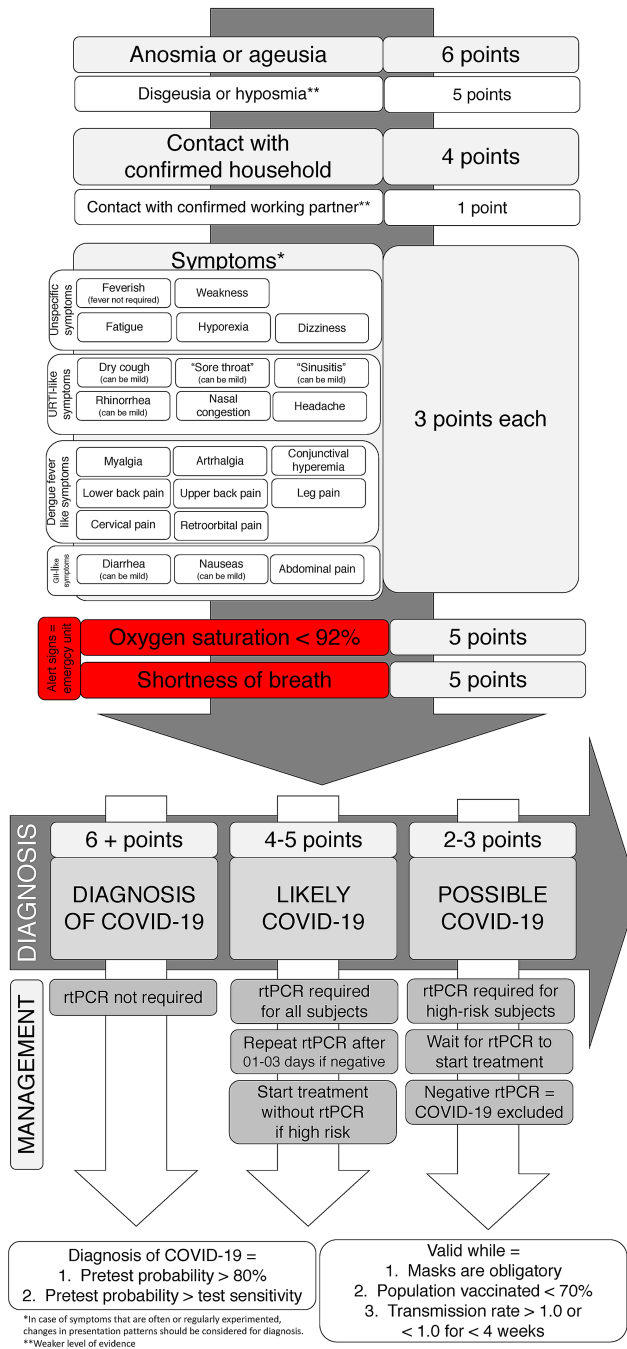 Anosmia or ageusia
6 points
Disgeusia or hyposmia**
5 points
Contact with
confirmed household
4 points
Contact with confirmed working partner**
1 point
Symptoms*
3 points each
Unspecific
symptoms
Feverish
(fever not required)
Weakness
Fatigue
Hyporexia
Dizziness
URTI-like
symptoms
Dry cough
(can be mild)
“Sore throat”
(can be mild)
“Sinusitis”
(can be mild)
Rhinorrhea
(can be mild)
Nasal
congestion
Headache
Dengue fever
like symptoms
Myalgia
Artrhalgia
Conjunctival
hyperemia
Lower back pain
Upper back pain
Leg pain
Cervical pain
Retroorbital pain
GII-like
symptoms
Diarrhea
(can be mild)
Nauseas
(can be mild)
Abdominal pain
Alert signs =
emergcy unit
Oxygen saturation < 92%
5 points
Shortness of breath
5 points
DIAGNOSIS
6 + points
4-5 points
2-3 points
DIAGNOSIS
OF COVID-19
LIKELY
COVID-19
POSSIBLE
COVID-19
MANAGEMENT
rtPCR not required
rtPCR required
for all subjects
Repeat rtPCR after
01-03 days if negative
Start treatment
without rtPCR
if high risk
rtPCR required for
high-risk subjects
Wait for rtPCR to
start treatment
Negative rtPCR =
COVID-19 excluded
Diagnosis of COVID-19 =
1. Pretest probability > 80%
2. Pretest probability > test sensitivity
Valid while =
1. Masks are obligatory
2. Population vaccinated < 70%
3. Transmission rate > 1.0 or
< 1.0 for < 4 weeks
*In case of symptoms that are often or regularly experimented,
changes in presentation patterns should be considered for diagnosis.
**Weaker level of evidence